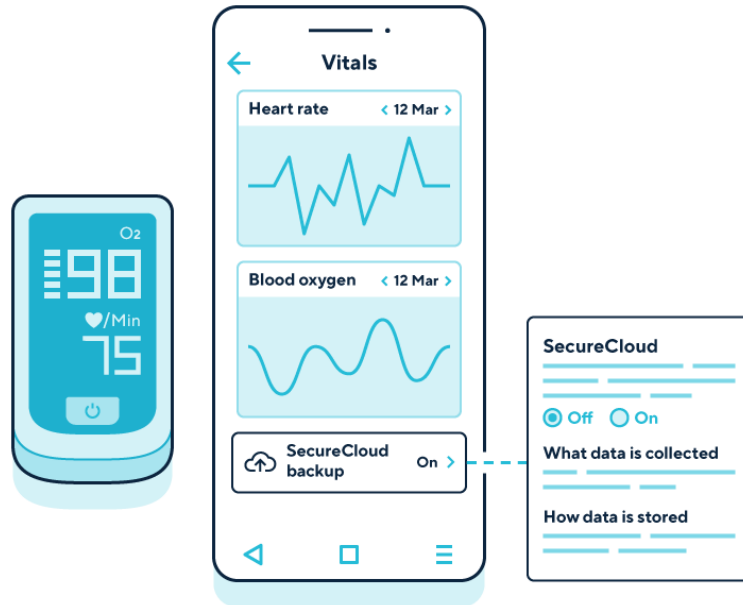 O2
98
/Min
75
Vitals
Heart rate < 12 Mar >
Blood oxygen < 12 Mar >
SecureCloud
backup
On >
SecureCloud
Off On
What data is collected
How data is stored